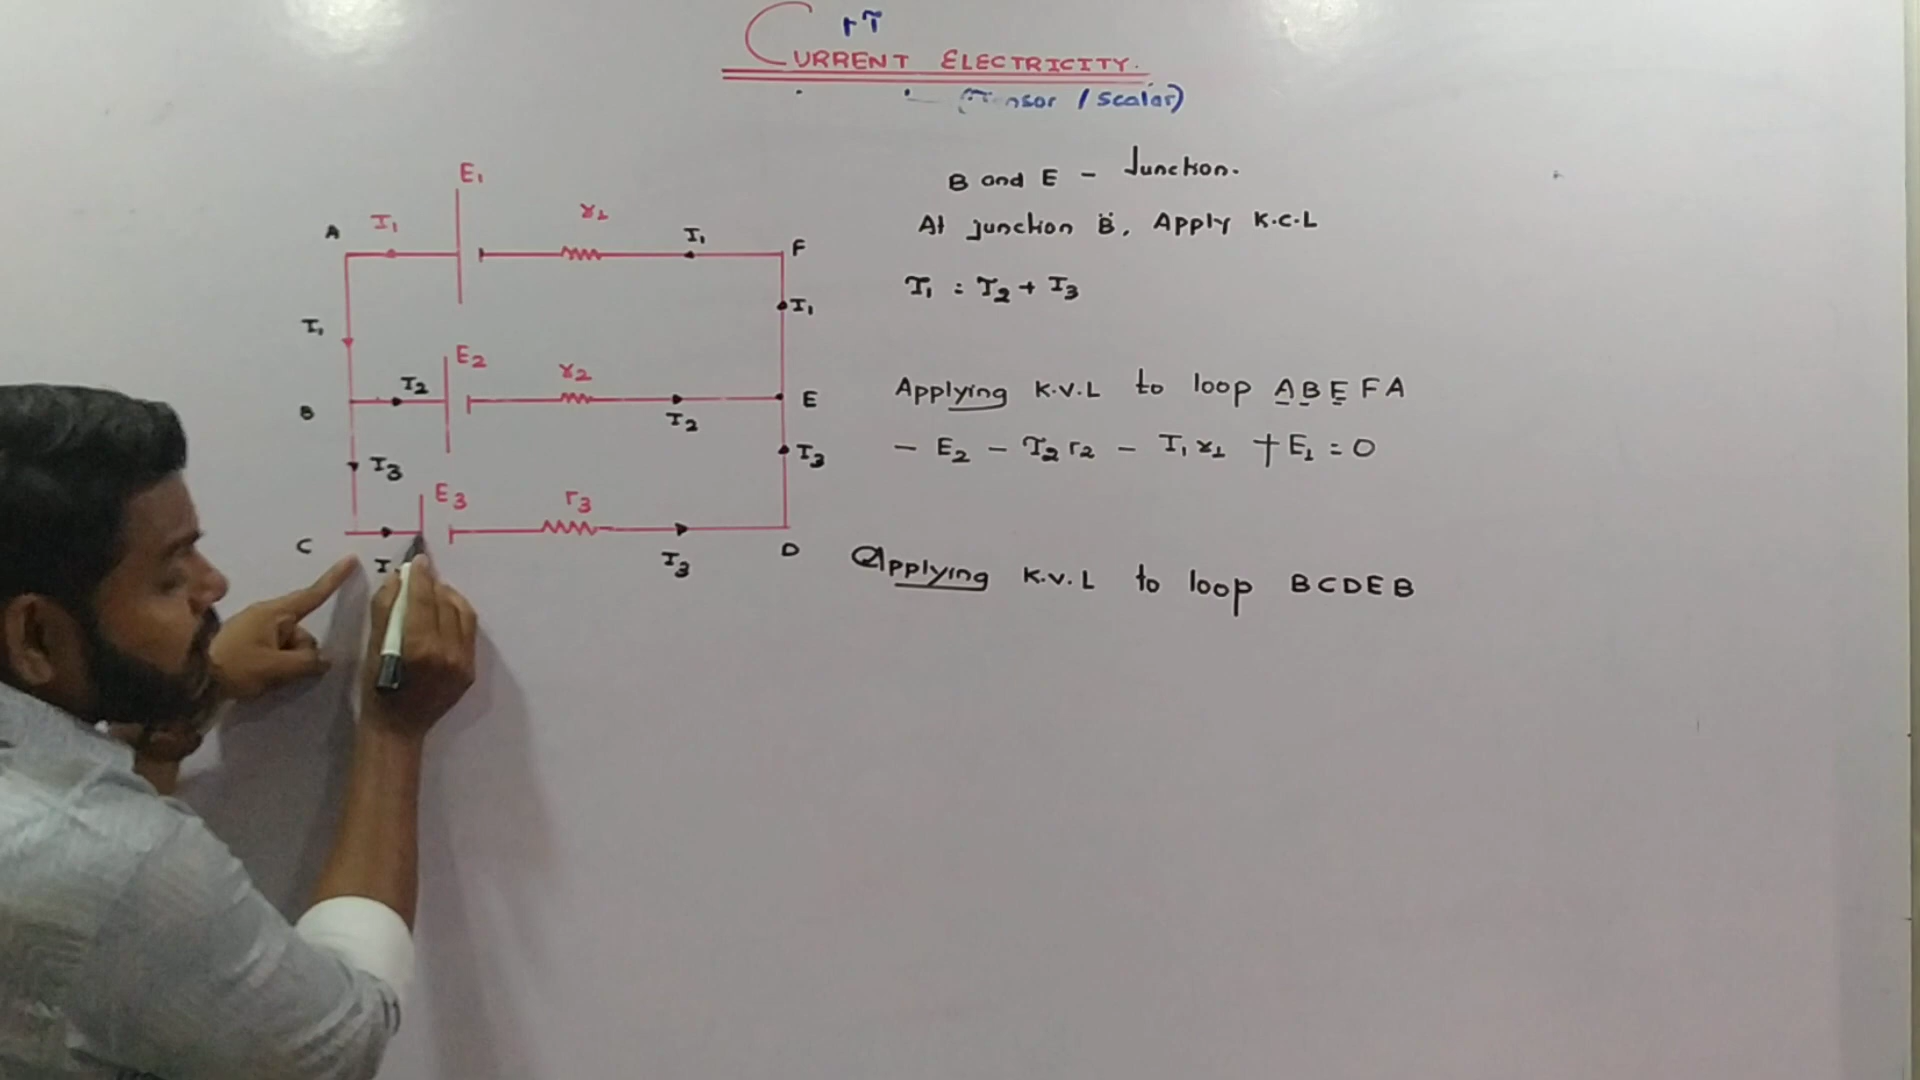 CURRENT ELECTRICITY.
(Tensor / Scalar)
E₁
A I₁ r₁ I₁ F
I₁ I₁
E₂
B I₂ r₂ I₂ E
I₃ I₃
E₃ r₃
C I₃ D
B and E - Junction.
At junction B, Apply K.C.L
I₁ = I₂ + I₃
Applying K.V.L to loop ABEFA
- E₂ - I₂r₂ - I₁r₁ + E₁ = 0
Applying K.V.L to loop BCDEB